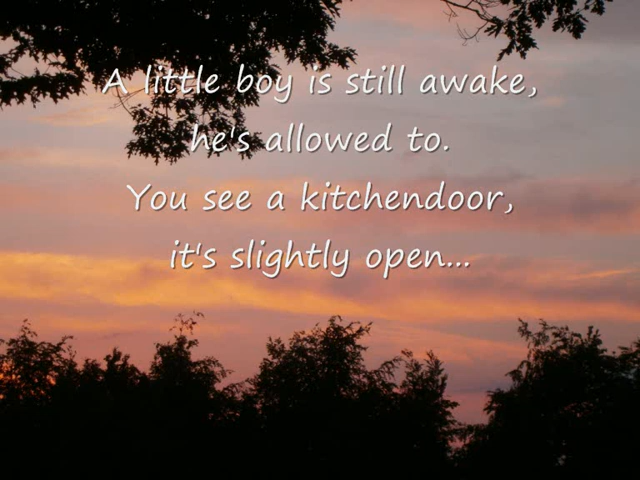 A little boy is still awake,
he's allowed to.
You see a kitchendoor,
it's slightly open...